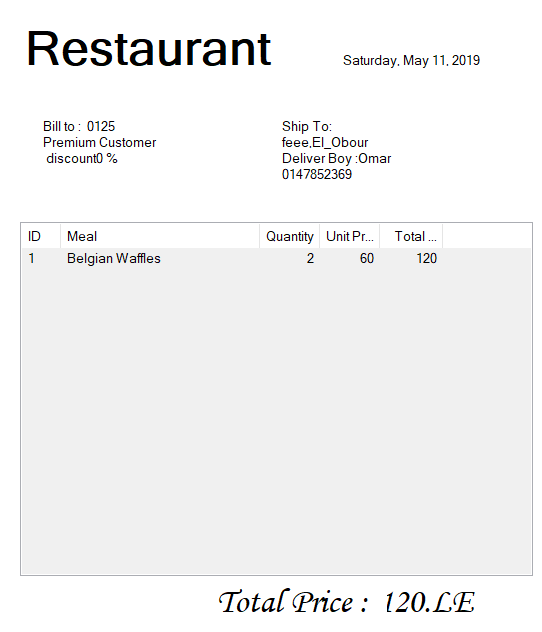 Restaurant
Saturday, May 11, 2019
Bill to : 0125
Premium Customer
discount0 %
Ship To:
feee,El_Obour
Deliver Boy :Omar
0147852369
ID Meal Quantity Unit Pr... Total ...
1 Belgian Waffles 2 60 120
Total Price : 120.LE